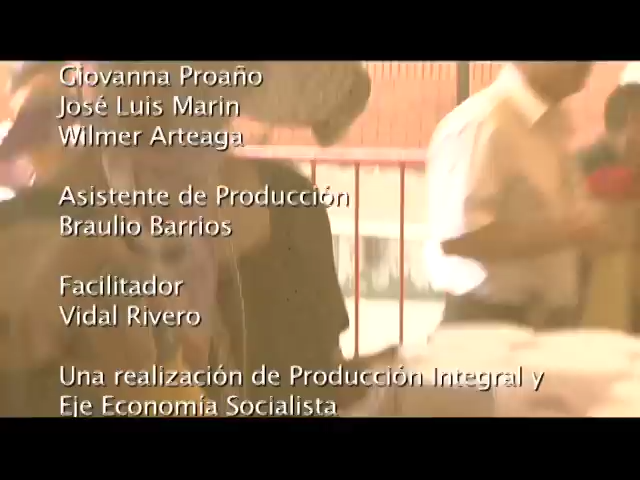 Giovanna Proaño
José Luis Marin
Wilmer Arteaga
Asistente de Producción
Braulio Barrios
Facilitador
Vidal Rivero
Una realización de Producción Integral y
Eje Economía Socialista